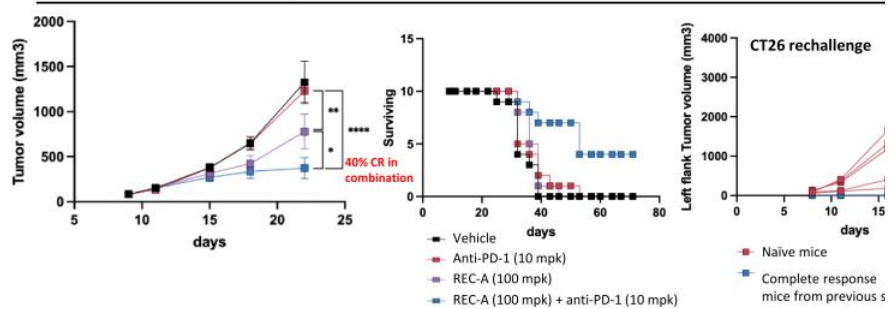 2000
1500
1000
500
0
0 5 10 15 20 25
Tumor volume (mm3)
days
**
*
****
40% CR in
combination
15
10
5
0
0 20 40 60 80
Surviving
days
Vehicle
Anti-PD-1 (10 mpk)
REC-A (100 mpk)
REC-A (100 mpk) + anti-PD-1 (10 mpk)
CT26 rechallenge
4000
3000
2000
1000
0
0 5 10 15
Left flank Tumor volume (mm3)
days
Naïve mice
Complete response
mice from previous s